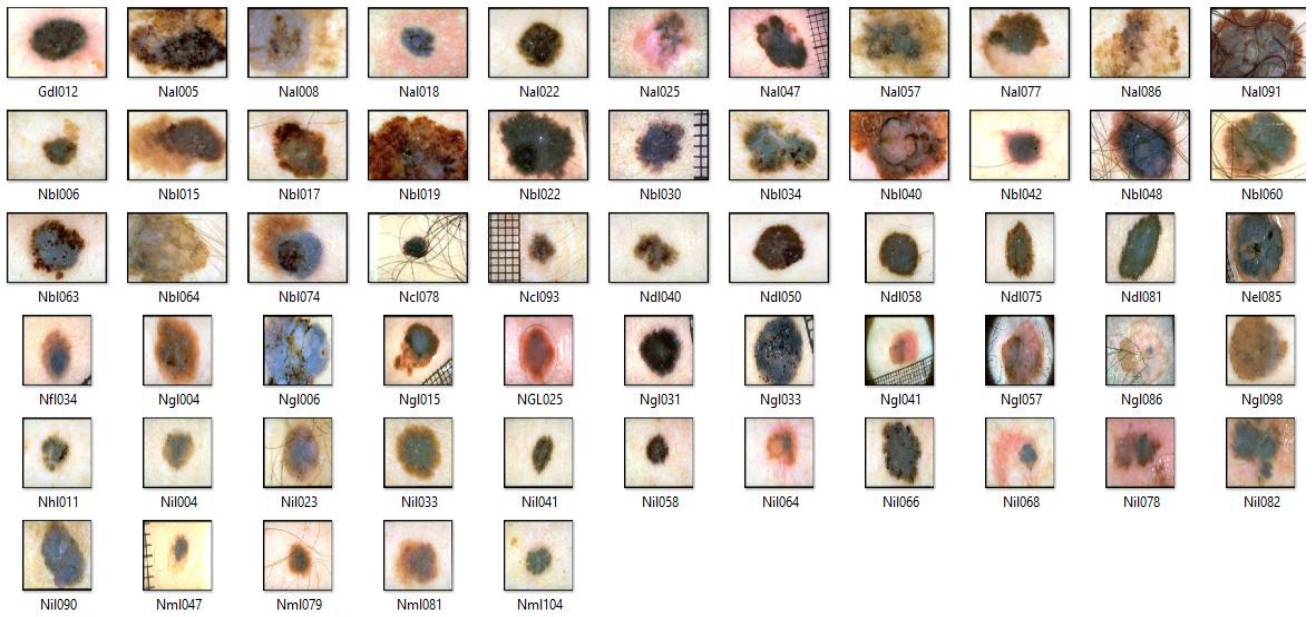 Gdl012 Nal005 Nal008 Nal018 Nal022 Nal025 Nal047 Nal057 Nal077 Nal086 Nal091
Nbl006 Nbl015 Nbl017 Nbl019 Nbl022 Nbl030 Nbl034 Nbl040 Nbl042 Nbl048 Nbl060
Nbl063 Nbl064 Nbl074 Ncl078 Ncl093 Ndl040 Ndl050 Ndl058 Ndl075 Ndl081 Nel085
Nfl034 Ngl004 Ngl006 Ngl015 NGL025 Ngl031 Ngl033 Ngl041 Ngl057 Ngl086 Ngl098
Nhl011 Nil004 Nil023 Nil033 Nil041 Nil058 Nil064 Nil066 Nil068 Nil078 Nil082
Nil090 Nml047 Nml079 Nml081 Nml104